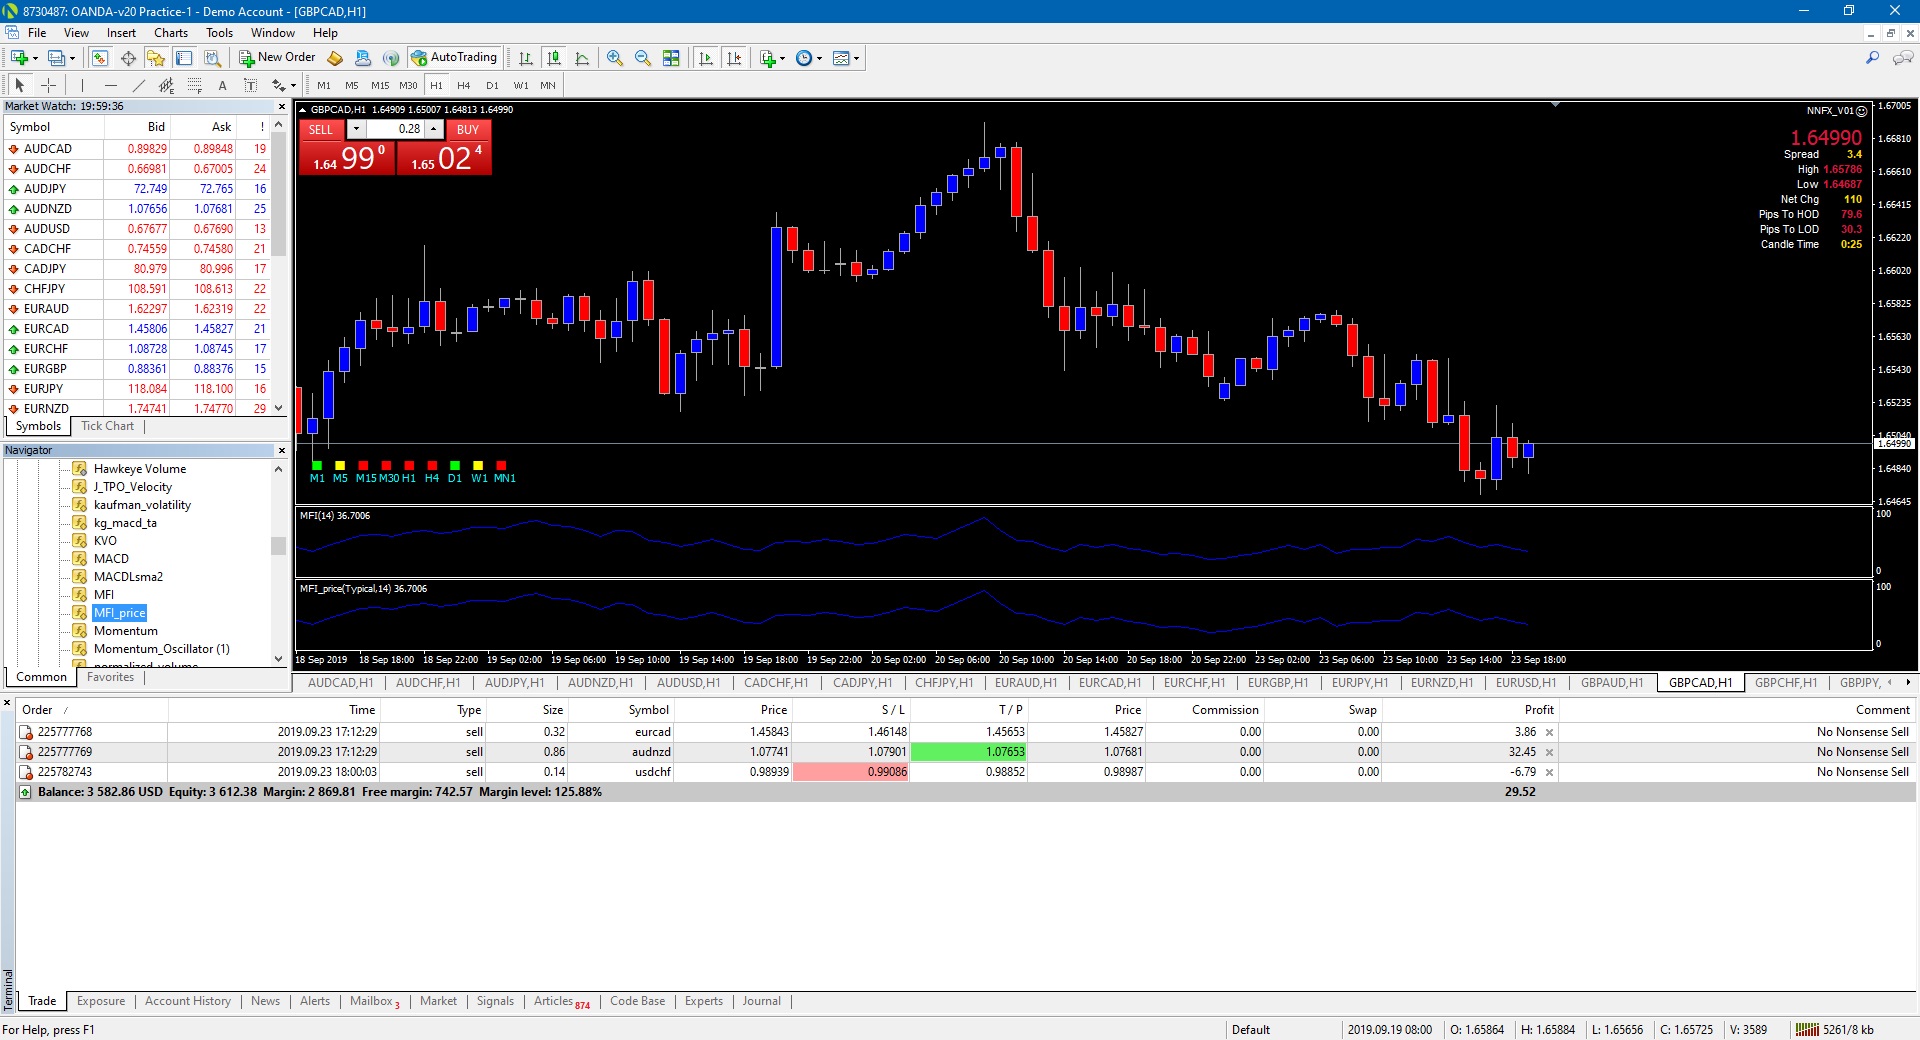 8730487: OANDA-v20 Practice-1 - Demo Account - [GBPCAD,H1]
File View Insert Charts Tools Window Help
New Order AutoTrading
A T M1 M5 M15 M30 H1 H4 D1 W1 MN
Market Watch: 19:59:36
Symbol Bid Ask !
AUDCAD 0.89829 0.89848 19
AUDCHF 0.66981 0.67005 24
AUDJPY 72.749 72.765 16
AUDNZD 1.07656 1.07681 25
AUDUSD 0.67677 0.67690 13
CADCHF 0.74559 0.74580 21
CADJPY 80.979 80.996 17
CHFJPY 108.591 108.613 22
EURAUD 1.62297 1.62319 22
EURCAD 1.45806 1.45827 21
EURCHF 1.08728 1.08745 17
EURGBP 0.88361 0.88376 15
EURJPY 118.084 118.100 16
EURNZD 1.74741 1.74770 29
Symbols Tick Chart
Navigator
Hawkeye Volume
J_TPO_Velocity
kaufman_volatility
kg_macd_ta
KVO
MACD
MACDLsma2
MFI
MFI_price
Momentum
Momentum_Oscillator (1)
normalized_volume
Common Favorites
GBPCAD,H1 1.64909 1.65007 1.64813 1.64990
SELL 0.28 BUY
1.64 99 0 1.65 02 4
NNFX_V01
1.64990
Spread 3.4
High 1.65786
Low 1.64687
Net Chg 110
Pips To HOD 79.6
Pips To LOD 30.3
Candle Time 0:25
1.67005
1.66810
1.66610
1.66415
1.66220
1.66020
1.65825
1.65630
1.65430
1.65235
1.65040
1.64990
1.64840
1.64645
M1 M5 M15 M30 H1 H4 D1 W1 MN1
MFI(14) 36.7006
100
0
MFI_price(Typical,14) 36.7006
100
0
18 Sep 2019 18 Sep 18:00 18 Sep 22:00 19 Sep 02:00 19 Sep 06:00 19 Sep 10:00 19 Sep 14:00 19 Sep 18:00 19 Sep 22:00 20 Sep 02:00 20 Sep 06:00 20 Sep 10:00 20 Sep 14:00 20 Sep 18:00 20 Sep 22:00 23 Sep 02:00 23 Sep 06:00 23 Sep 10:00 23 Sep 14:00 23 Sep 18:00
AUDCAD,H1 AUDCHF,H1 AUDJPY,H1 AUDNZD,H1 AUDUSD,H1 CADCHF,H1 CADJPY,H1 CHFJPY,H1 EURAUD,H1 EURCAD,H1 EURCHF,H1 EURGBP,H1 EURJPY,H1 EURNZD,H1 EURUSD,H1 GBPAUD,H1 GBPCAD,H1 GBPCHF,H1 GBPJPY,
Order / Time Type Size Symbol Price S / L T / P Price Commission Swap Profit Comment
225777768 2019.09.23 17:12:29 sell 0.32 eurcad 1.45843 1.46148 1.45653 1.45827 0.00 0.00 3.86 No Nonsense Sell
225777769 2019.09.23 17:12:29 sell 0.86 audnzd 1.07741 1.07901 1.07653 1.07681 0.00 0.00 32.45 No Nonsense Sell
225782743 2019.09.23 18:00:03 sell 0.14 usdchf 0.98939 0.99086 0.98852 0.98987 0.00 0.00 -6.79 No Nonsense Sell
Balance: 3 582.86 USD Equity: 3 612.38 Margin: 2 869.81 Free margin: 742.57 Margin level: 125.88% 29.52
Terminal
Trade Exposure Account History News Alerts Mailbox 3 Market Signals Articles 874 Code Base Experts Journal
For Help, press F1 Default 2019.09.19 08:00 O: 1.65864 H: 1.65884 L: 1.65656 C: 1.65725 V: 3589 5261/8 kb